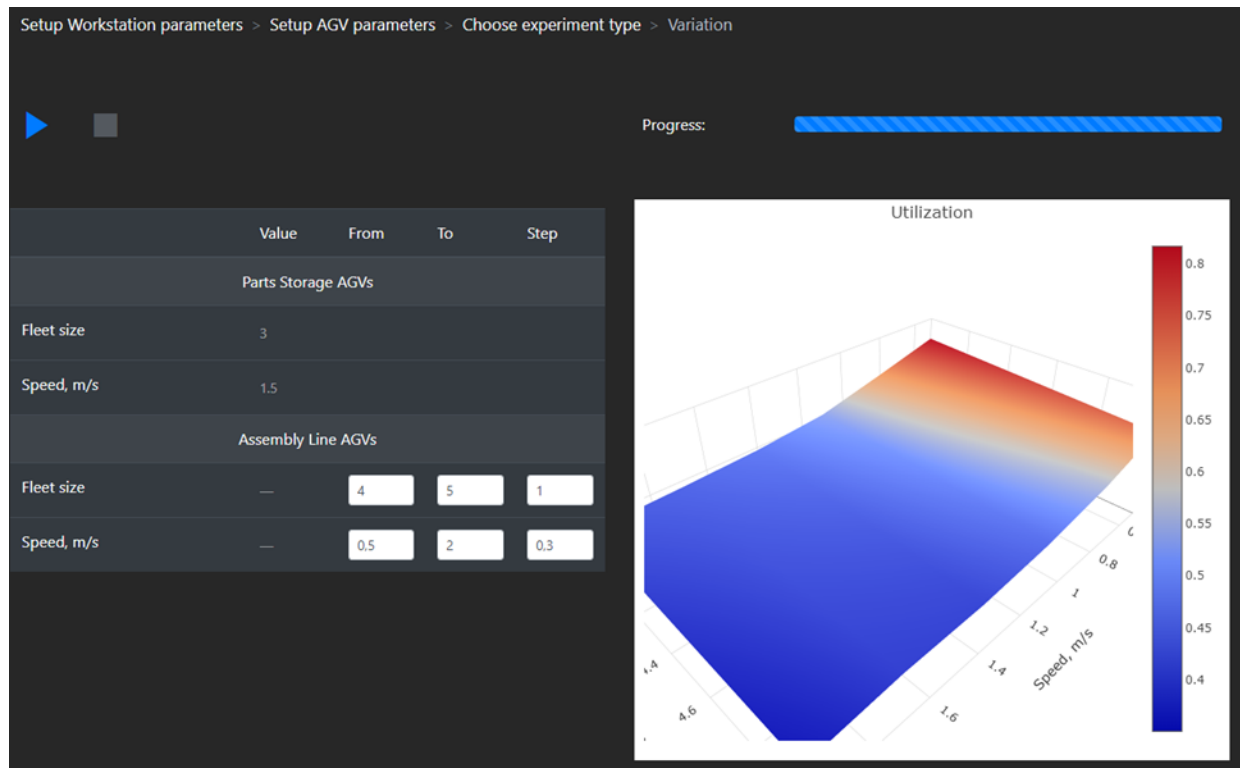 Setup Workstation parameters > Setup AGV parameters > Choose experiment type > Variation
Progress:
Value From To Step
Parts Storage AGVs
Fleet size 3
Speed, m/s 1.5
Assembly Line AGVs
Fleet size — 4 5 1
Speed, m/s — 0,5 2 0,3
Utilization
0.8
0.75
0.7
0.65
0.6
0.55
0.5
0.45
0.4
0.8
1
1.2
1.4
1.6
Speed, m/s
4.6